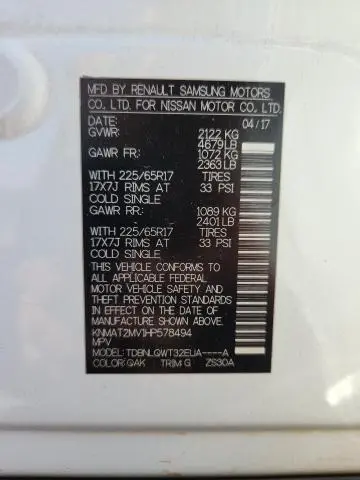 MFD BY RENAULT SAMSUNG MOTORS
CO., LTD. FOR NISSAN MOTOR CO., LTD.
DATE: 04/17
GVWR: 2122 KG
4679 LB
GAWR FR: 1072 KG
2363 LB
WITH 225/65R17 TIRES
17X7J RIMS AT 33 PSI
COLD SINGLE
GAWR RR: 1089 KG
2401 LB
WITH 225/65R17 TIRES
17X7J RIMS AT 33 PSI
COLD SINGLE
THIS VEHICLE CONFORMS TO
ALL APPLICABLE FEDERAL
MOTOR VEHICLE SAFETY AND
THEFT PREVENTION STANDARDS
IN EFFECT ON THE DATE OF
MANUFACTURE SHOWN ABOVE.
KNMAT2MV1HP578494
MPV
MODEL: TDBNLQWT32EUA----A
COLOR: QAK TRIM: G ZS30A